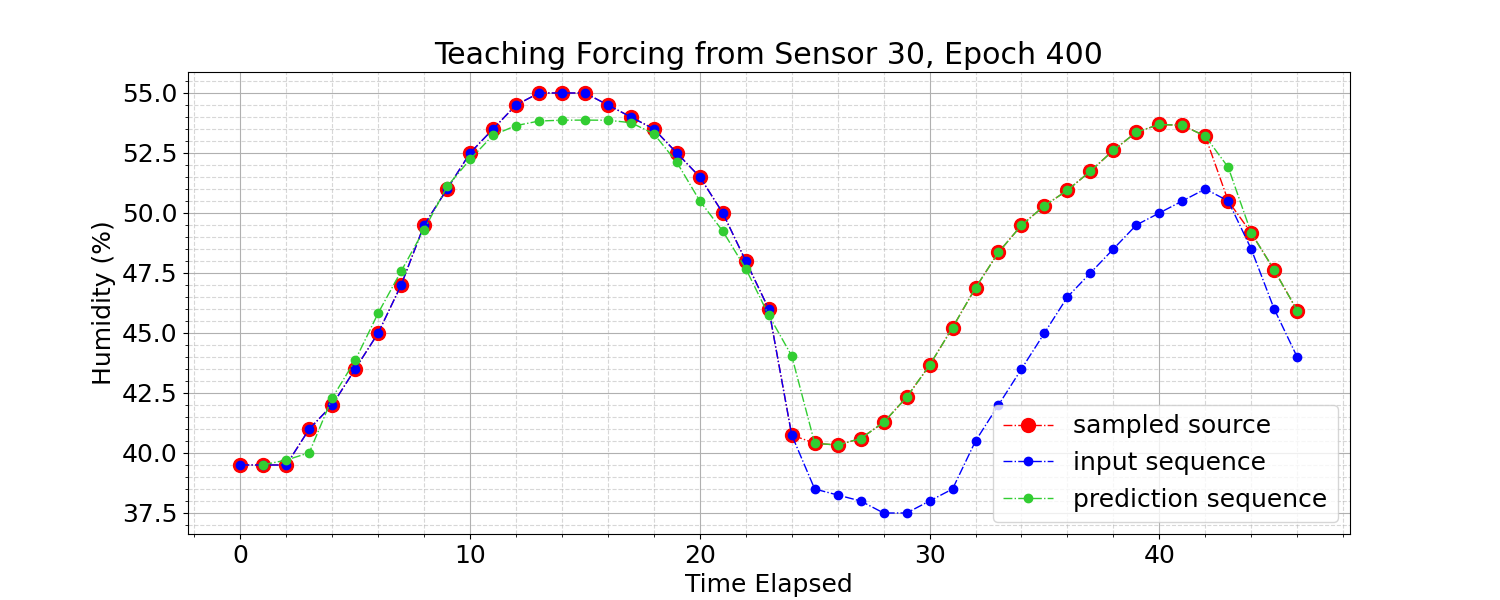 Teaching Forcing from Sensor 30, Epoch 400
Humidity (%)
55.0
52.5
50.0
47.5
45.0
42.5
40.0
37.5
sampled source
input sequence
prediction sequence
0 10 20 30 40
Time Elapsed